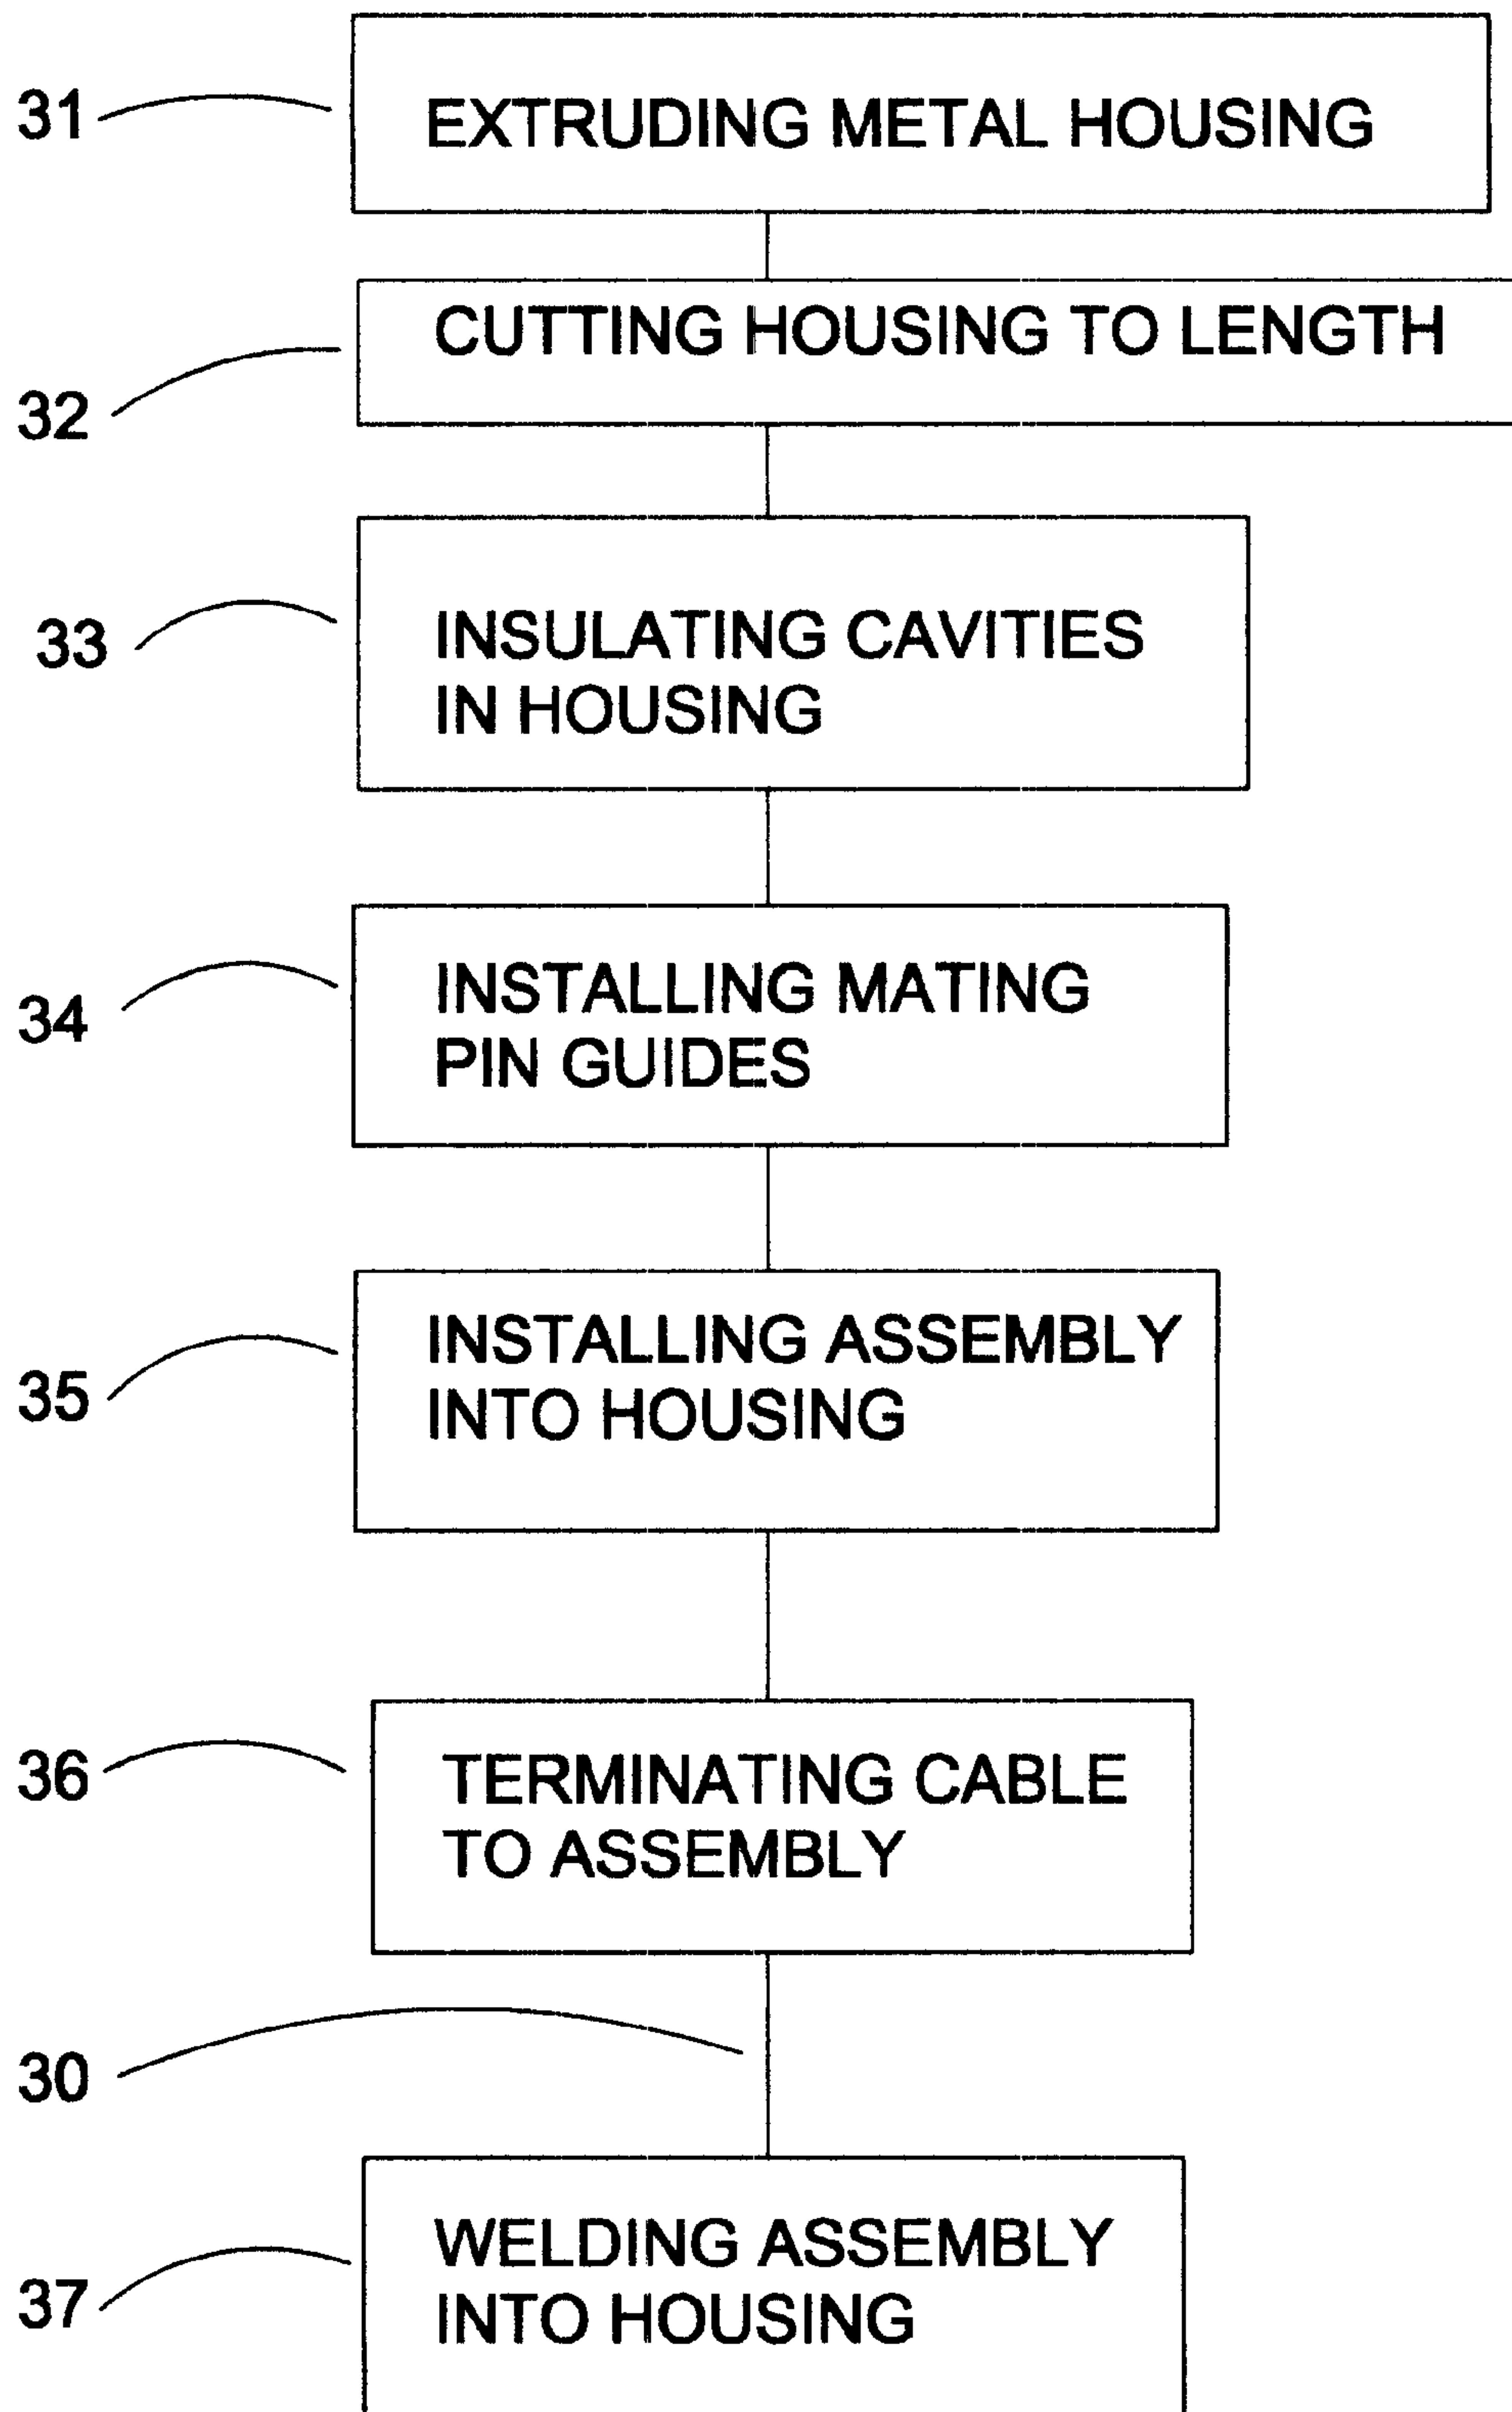 31
EXTRUDING METAL HOUSING
CUTTING HOUSING TO LENGTH
32
33
INSULATING CAVITIES
IN HOUSING
34
INSTALLING MATING
PIN GUIDES
35
INSTALLING ASSEMBLY
INTO HOUSING
36
TERMINATING CABLE
TO ASSEMBLY
30
37
WELDING ASSEMBLY
INTO HOUSING